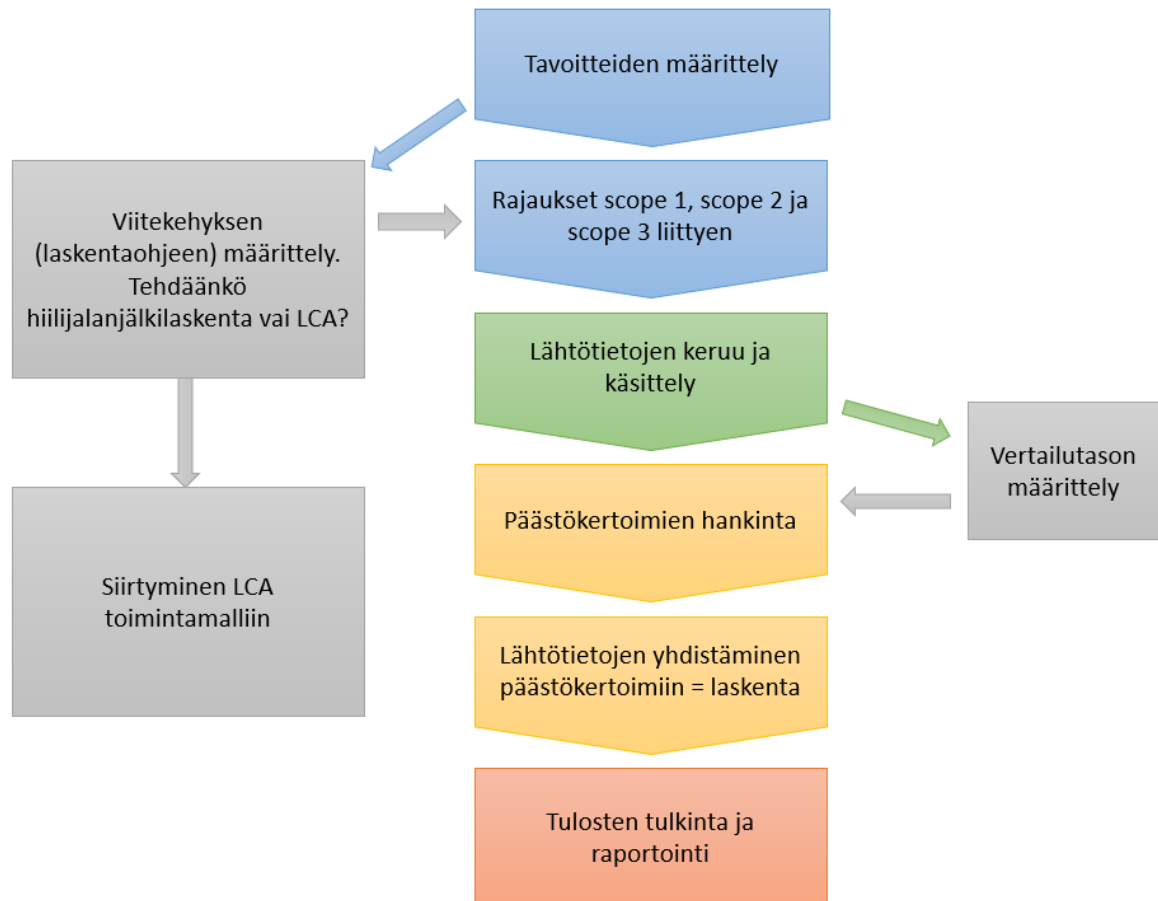 Tavoitteiden määrittely
Viitekehyksen
(laskentaohjeen) määrittely.
Tehdäänkö
hiilijalanjälkilaskenta vai LCA?
Rajaukset scope 1, scope 2 ja
scope 3 liittyen
Lähtötietojen keruu ja
käsittely
Vertailutason
määrittely
Päästökertoimien hankinta
Siirtyminen LCA
toimintamalliin
Lähtötietojen yhdistäminen
päästökertoimiin = laskenta
Tulosten tulkinta ja
raportointi